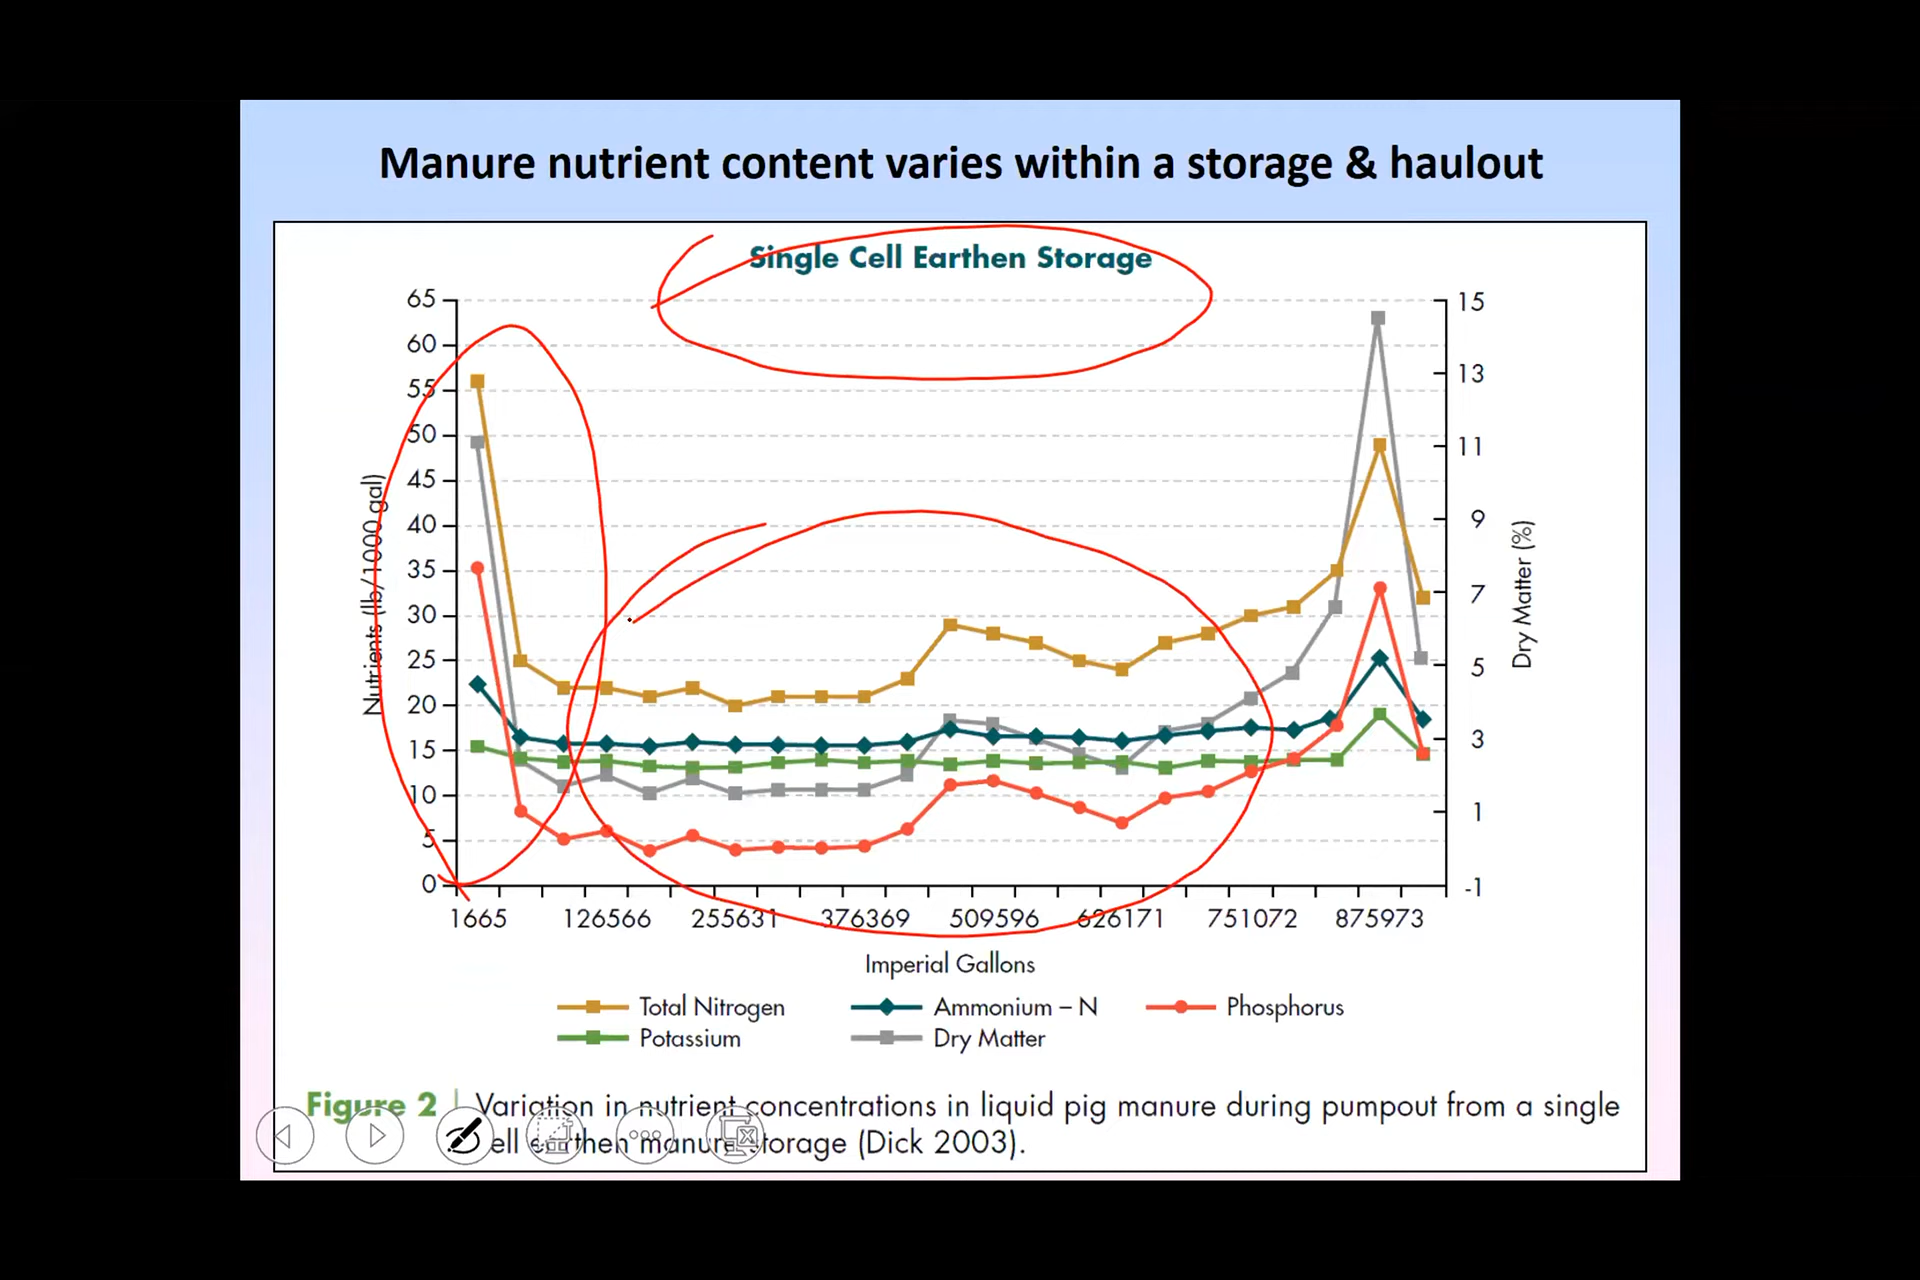 Manure nutrient content varies within a storage & haulout
Single Cell Earthen Storage
65
60
55
50
45
40
35
30
25
20
15
10
5
0
Nutrients (lb/1000 gal)
15
13
11
9
7
5
3
1
-1
Dry Matter (%)
1665 126566 255631 376369 509596 626171 751072 875973
Imperial Gallons
Total Nitrogen Ammonium – N Phosphorus
Potassium Dry Matter
Figure 2 | Variation in nutrient concentrations in liquid pig manure during pumpout from a single
ell earthen manure storage (Dick 2003).